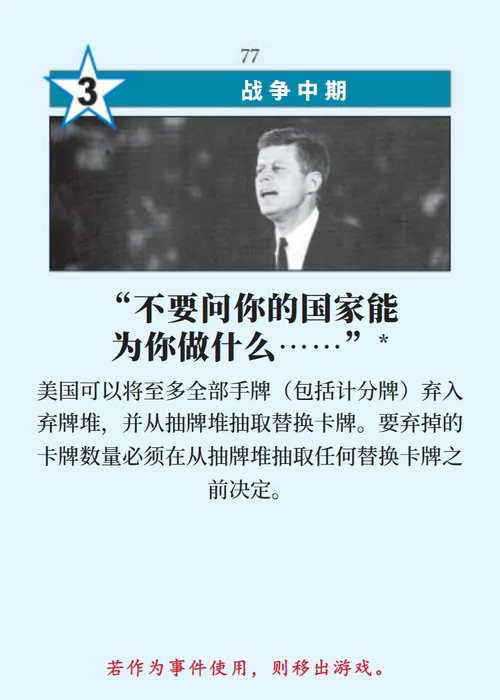 77
3
战争中期
“不要问你的国家能
为你做什么……”*
美国可以将至多全部手牌（包括计分牌）弃入
弃牌堆，并从抽牌堆抽取替换卡牌。要弃掉的
卡牌数量必须在从抽牌堆抽取任何替换卡牌之
前决定。
若作为事件使用，则移出游戏。